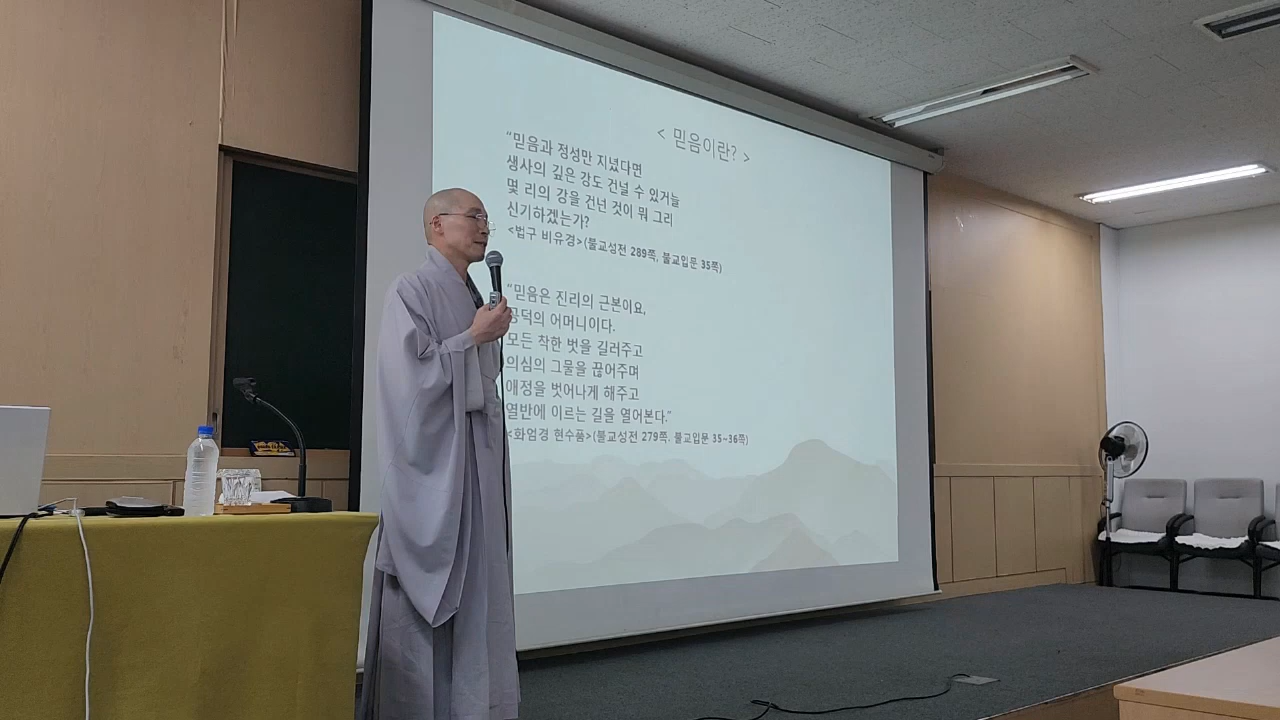 < 믿음이란? >
“믿음과 정성만 지녔다면
생사의 깊은 강도 건널 수 있거늘
몇 리의 강을 건넌 것이 뭐 그리
신기하겠는가?
<법구 비유경>(불교성전 289쪽, 불교입문 35쪽)
“믿음은 진리의 근본이요,
공덕의 어머니이다.
모든 착한 벗을 길러주고
의심의 그물을 끊어주며
애정을 벗어나게 해주고
열반에 이르는 길을 열어본다.”
<화엄경 현수품>(불교성전 279쪽, 불교입문 35~36쪽)